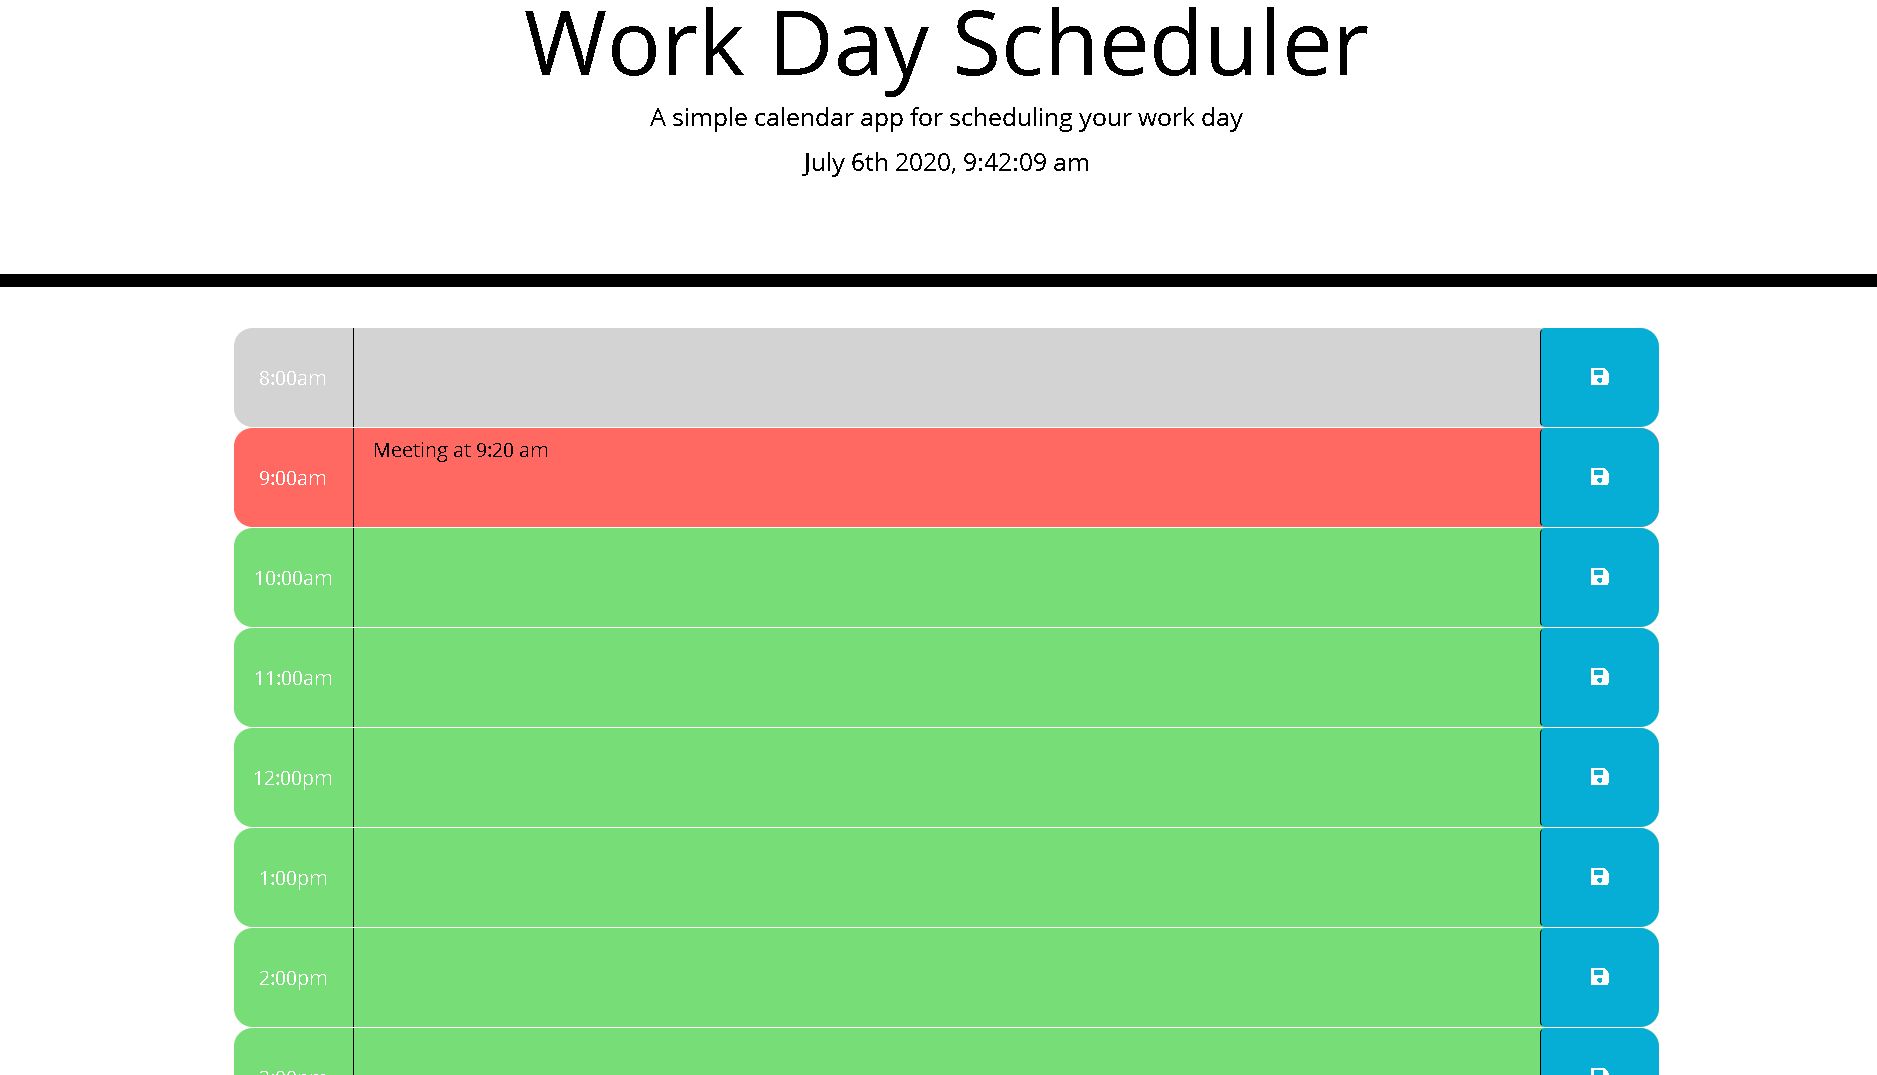 Work Day Scheduler
A simple calendar app for scheduling your work day
July 6th 2020, 9:42:09 am
8:00am
9:00am
Meeting at 9:20 am
10:00am
11:00am
12:00pm
1:00pm
2:00pm